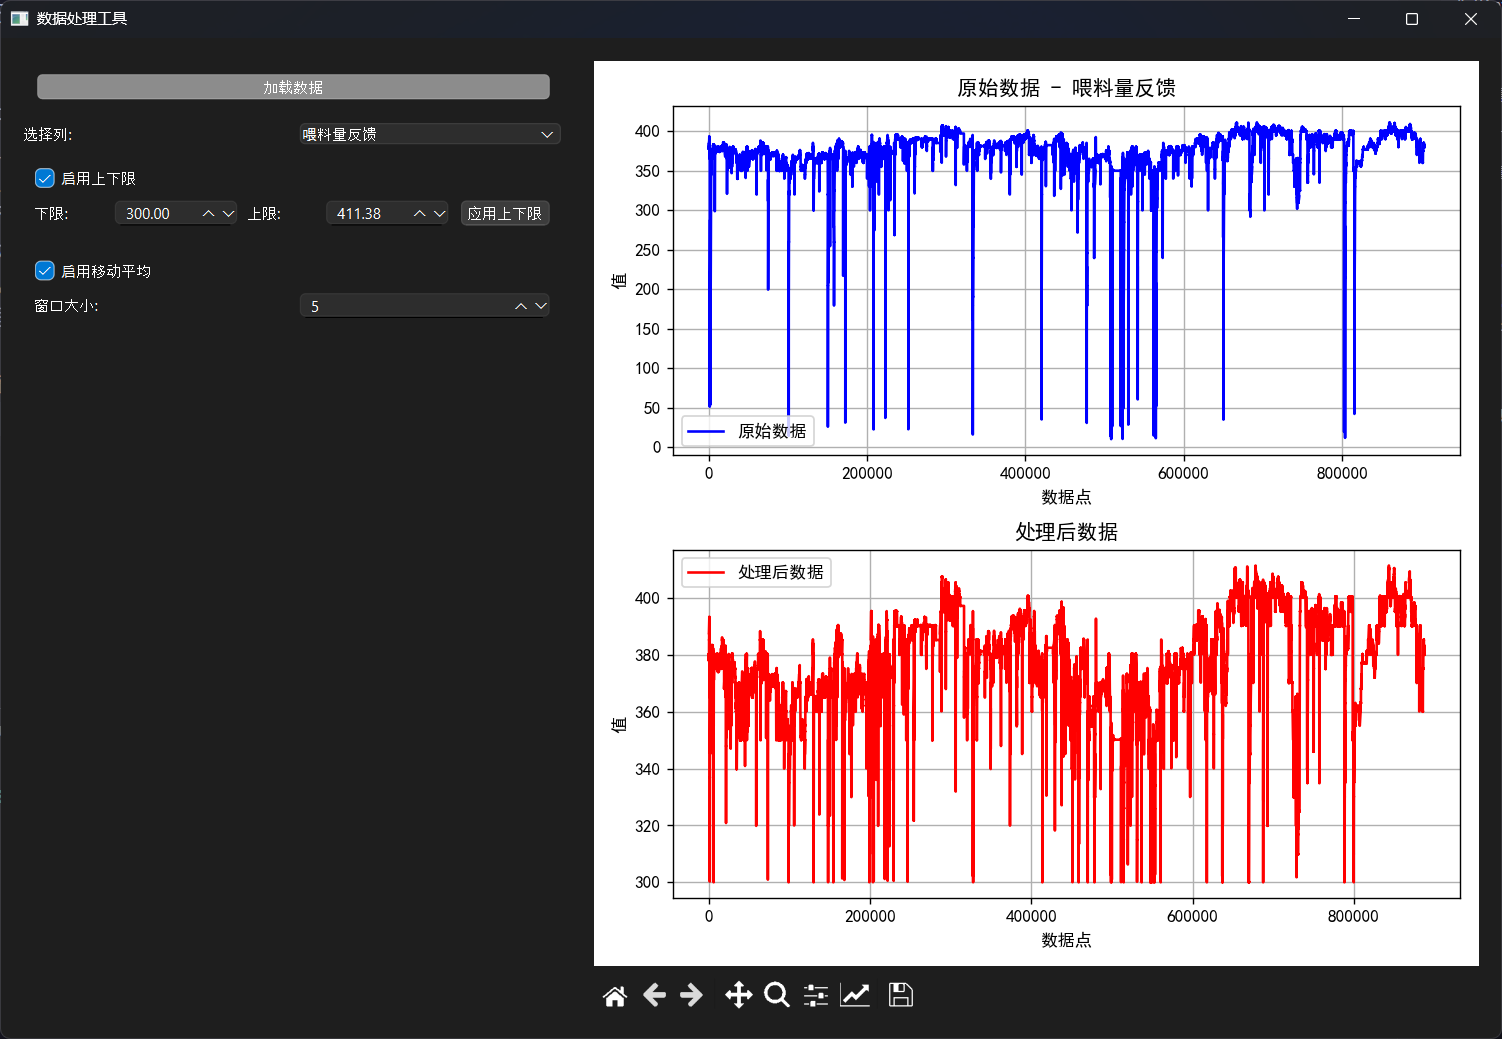 数据处理工具
加载数据
选择列: 喂料量反馈
启用上下限
下限: 300.00 上限: 411.38 应用上下限
启用移动平均
窗口大小: 5
原始数据 - 喂料量反馈
400
350
300
250
200
150
100
50
0
值
原始数据
0 200000 400000 600000 800000
数据点
处理后数据
处理后数据
400
380
360
340
320
300
值
0 200000 400000 600000 800000
数据点